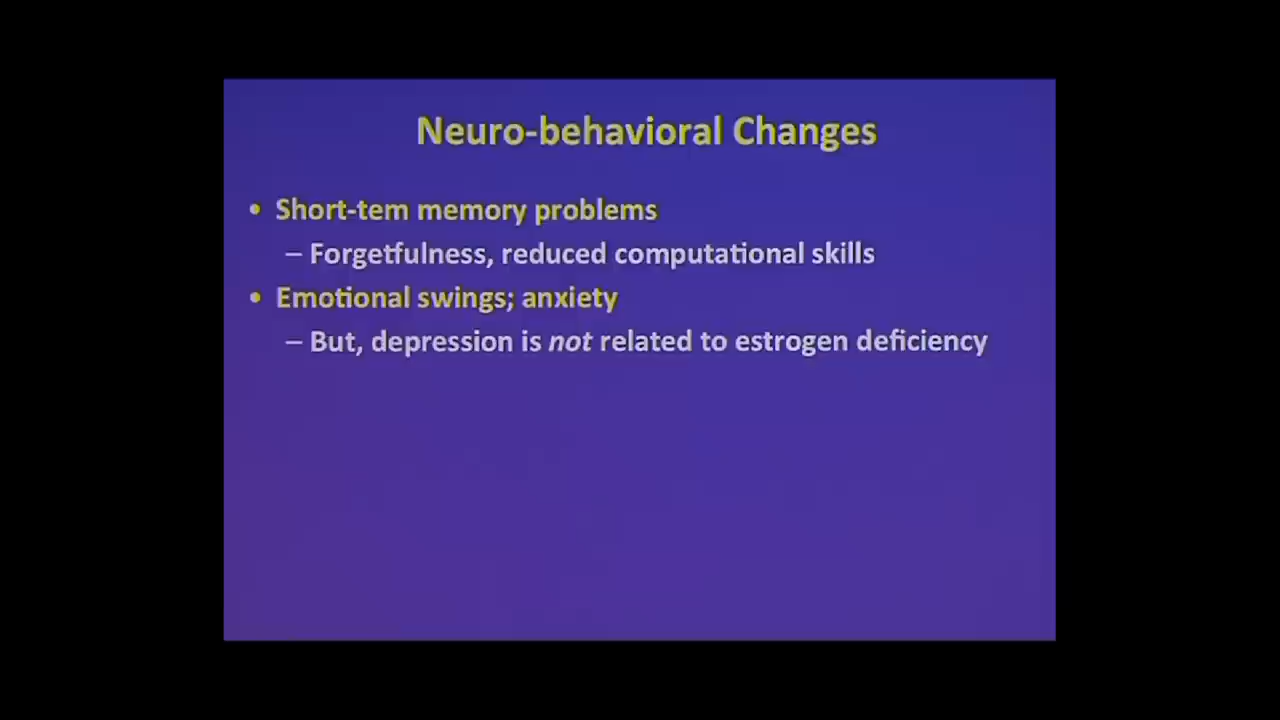 Neuro-behavioral Changes
• Short-tem memory problems
– Forgetfulness, reduced computational skills
• Emotional swings; anxiety
– But, depression is not related to estrogen deficiency